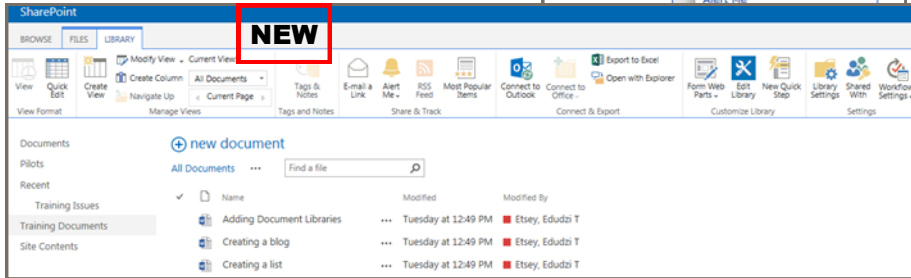 Alert Me
SharePoint
NEW
BROWSE FILES LIBRARY
View Quick Edit Create View Modify View Create Column Navigate Up Current View All Documents Current Page Tags & Notes E-mail a Link Alert Me RSS Feed Most Popular Items Connect to Outlook Connect to Office Export to Excel Open with Explorer Form Web Parts Edit Library New Quick Step Library Settings Shared With Workflow Settings
View Format Manage Views Tags and Notes Share & Track Connect & Export Customize Library Settings
Documents
Pilots
Recent
Training Issues
Training Documents
Site Contents
new document
All Documents ... Find a file
Name Modified Modified By
Adding Document Libraries ... Tuesday at 12:49 PM Etsey, Edudzi T
Creating a blog ... Tuesday at 12:49 PM Etsey, Edudzi T
Creating a list ... Tuesday at 12:49 PM Etsey, Edudzi T